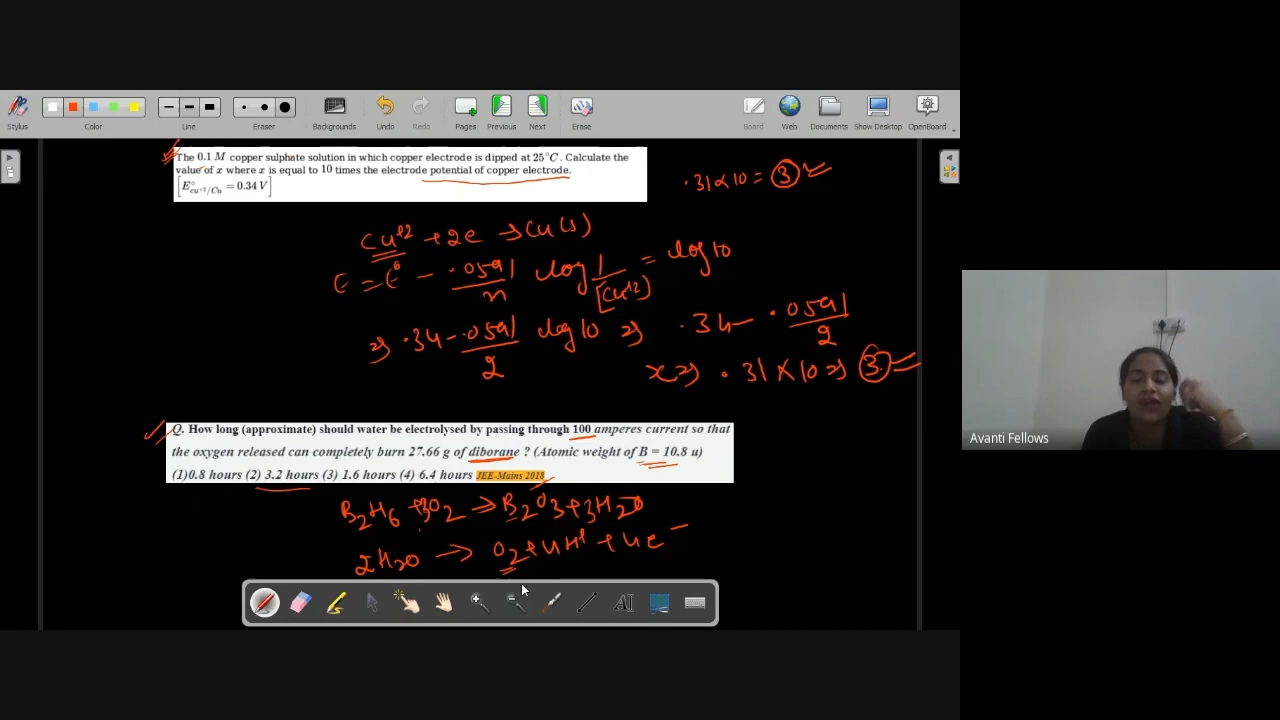 Stylus Color Line Eraser Backgrounds Undo Redo Pages Previous Next Erase Board Web Documents Show Desktop OpenBoard
The 0.1 M copper sulphate solution in which copper electrode is dipped at 25°C. Calculate the
value of x where x is equal to 10 times the electrode potential of copper electrode.
[E°cu+2/Cu = 0.34 V]
.31 × 10 = 3
Cu+2 + 2e → Cu(s)
E = E° - .0591/n log 1/[Cu+2] = log 10
⇒ .34 - .0591/2 log 10 ⇒ .34 - .0591/2
x ⇒ .31 × 10 ⇒ 3
Q. How long (approximate) should water be electrolysed by passing through 100 amperes current so that
the oxygen released can completely burn 27.66 g of diborane ? (Atomic weight of B = 10.8 u)
(1)0.8 hours (2) 3.2 hours (3) 1.6 hours (4) 6.4 hours JEE-Mains 2018
B2H6 + 3O2 → B2O3 + 3H2O
2H2O → O2 + 4H+ + 4e-
AI
Avanti Fellows